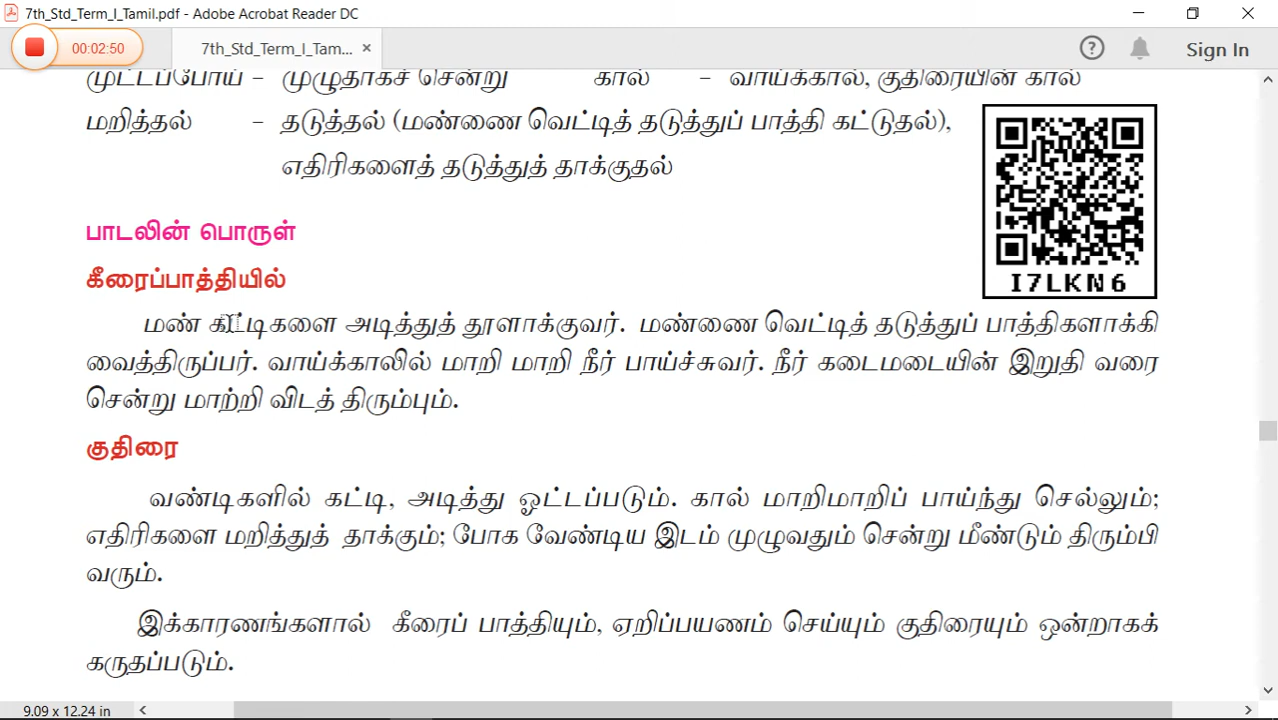 7th_Std_Term_I_Tamil.pdf - Adobe Acrobat Reader DC
00:02:50
7th_Std_Term_I_Tam... ×
Sign In
முட்டப்போய் – முழுதாகச் சென்று கால் – வாய்க்கால், குதிரையின் கால்
மறித்தல் – தடுத்தல் (மண்ணை வெட்டித் தடுத்துப் பாத்தி கட்டுதல்),
எதிரிகளைத் தடுத்துத் தாக்குதல்
I7LKN6
பாடலின் பொருள்
கீரைப்பாத்தியில்
மண் கட்டிகளை அடித்துத் தூளாக்குவர். மண்ணை வெட்டித் தடுத்துப் பாத்திகளாக்கி
வைத்திருப்பர். வாய்க்காலில் மாறி மாறி நீர் பாய்ச்சுவர். நீர் கடைமடையின் இறுதி வரை
சென்று மாற்றி விடத் திரும்பும்.
குதிரை
வண்டிகளில் கட்டி, அடித்து ஓட்டப்படும். கால் மாறிமாறிப் பாய்ந்து செல்லும்;
எதிரிகளை மறித்துத் தாக்கும்; போக வேண்டிய இடம் முழுவதும் சென்று மீண்டும் திரும்பி
வரும்.
இக்காரணங்களால் கீரைப் பாத்தியும், ஏறிப்பயணம் செய்யும் குதிரையும் ஒன்றாகக்
கருதப்படும்.
9.09 x 12.24 in